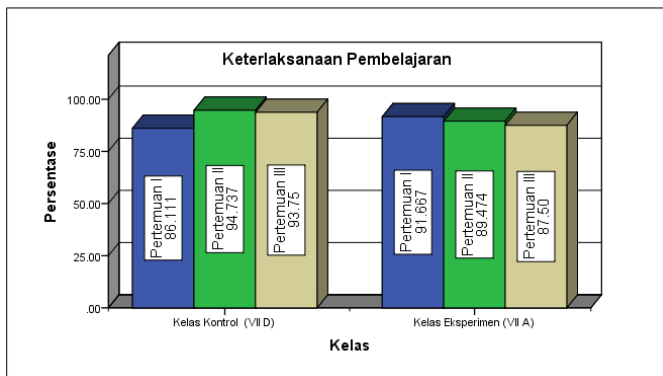 Keterlaksanaan Pembelajaran
Persentase
100.00
75.00
50.00
25.00
.00
Pertemuan I
86.111
Pertemuan II
94.737
Pertemuan III
93.75
Pertemuan I
91.667
Pertemuan II
89.474
Pertemuan III
87.50
Kelas Kontrol (VII D)
Kelas Eksperimen (VII A)
Kelas